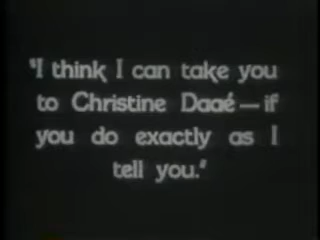 "I think I can take you
to Christine Daaé — if
you do exactly as I
tell you."